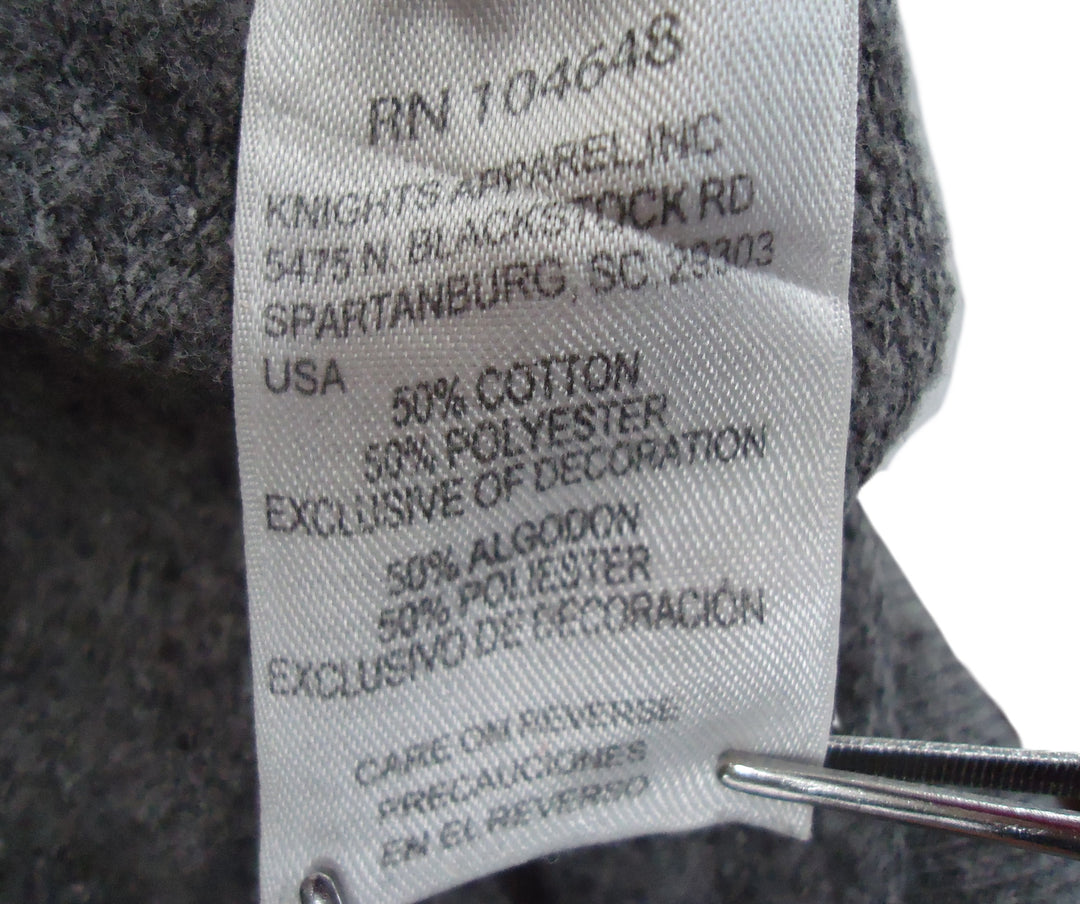 RN 104648
KNIGHTS APPAREL,INC
5475 N. BLACKSTOCK RD
SPARTANBURG, SC. 29303
USA
50% COTTON
50% POLYESTER
EXCLUSIVE OF DECORATION
50% ALGODON
50% POLIESTER
EXCLUSIVO DE DECORACIÓN
CARE ON REVERSE
PRECAUCIONES
EN EL REVERSO